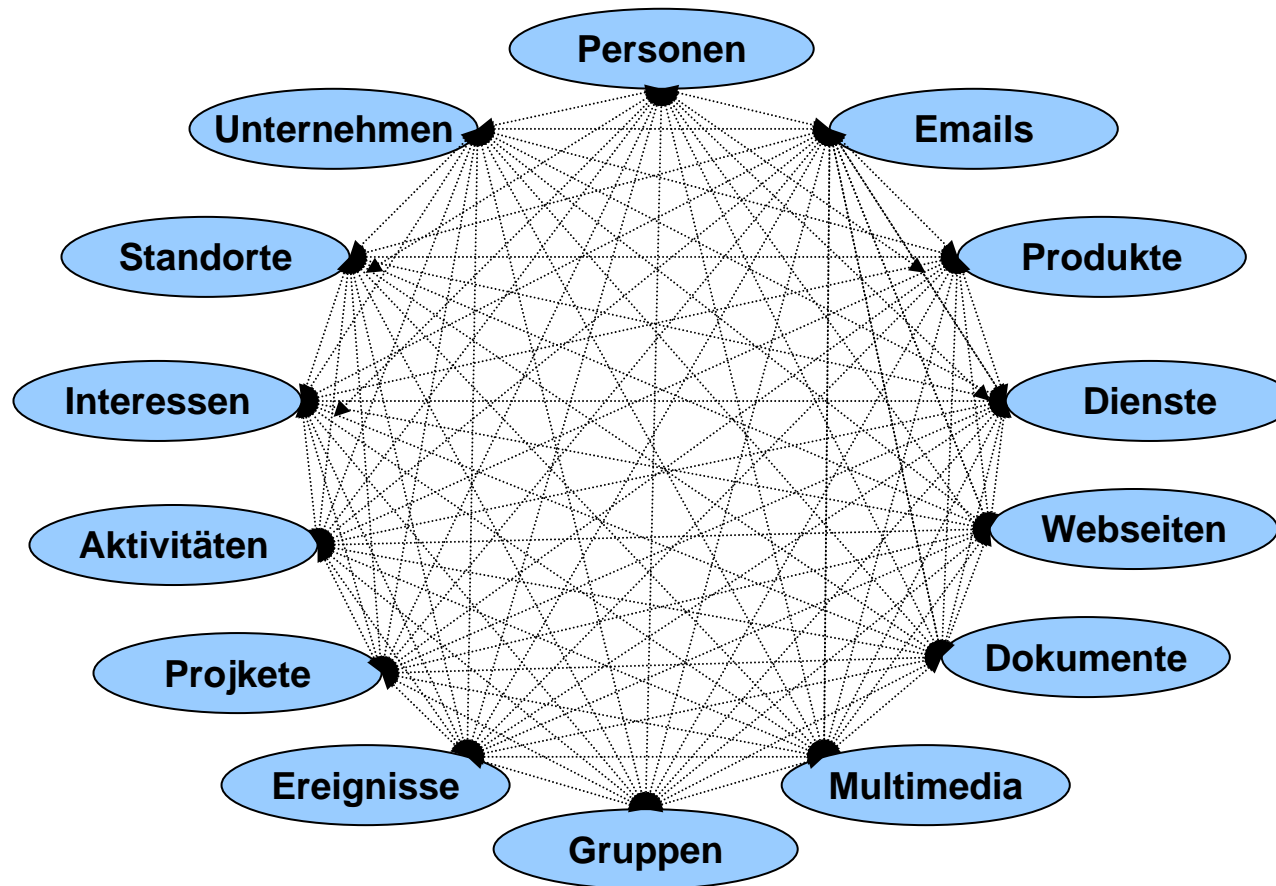 Personen
Unternehmen
Emails
Standorte
Produkte
Interessen
Dienste
Aktivitäten
Webseiten
Projkete
Dokumente
Ereignisse
Multimedia
Gruppen